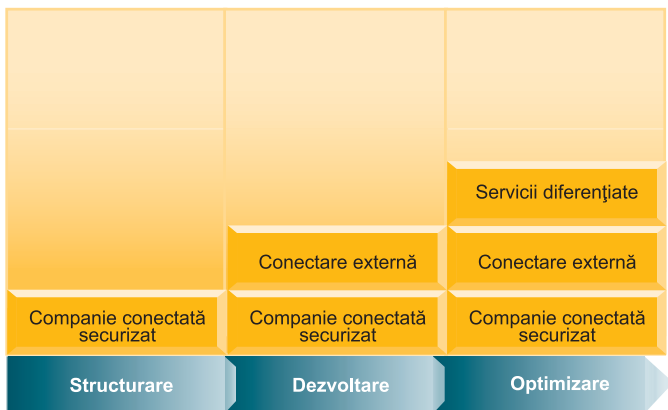 Servicii diferenţiate
Conectare externă
Conectare externă
Companie conectată
securizat
Companie conectată
securizat
Companie conectată
securizat
Structurare
Dezvoltare
Optimizare